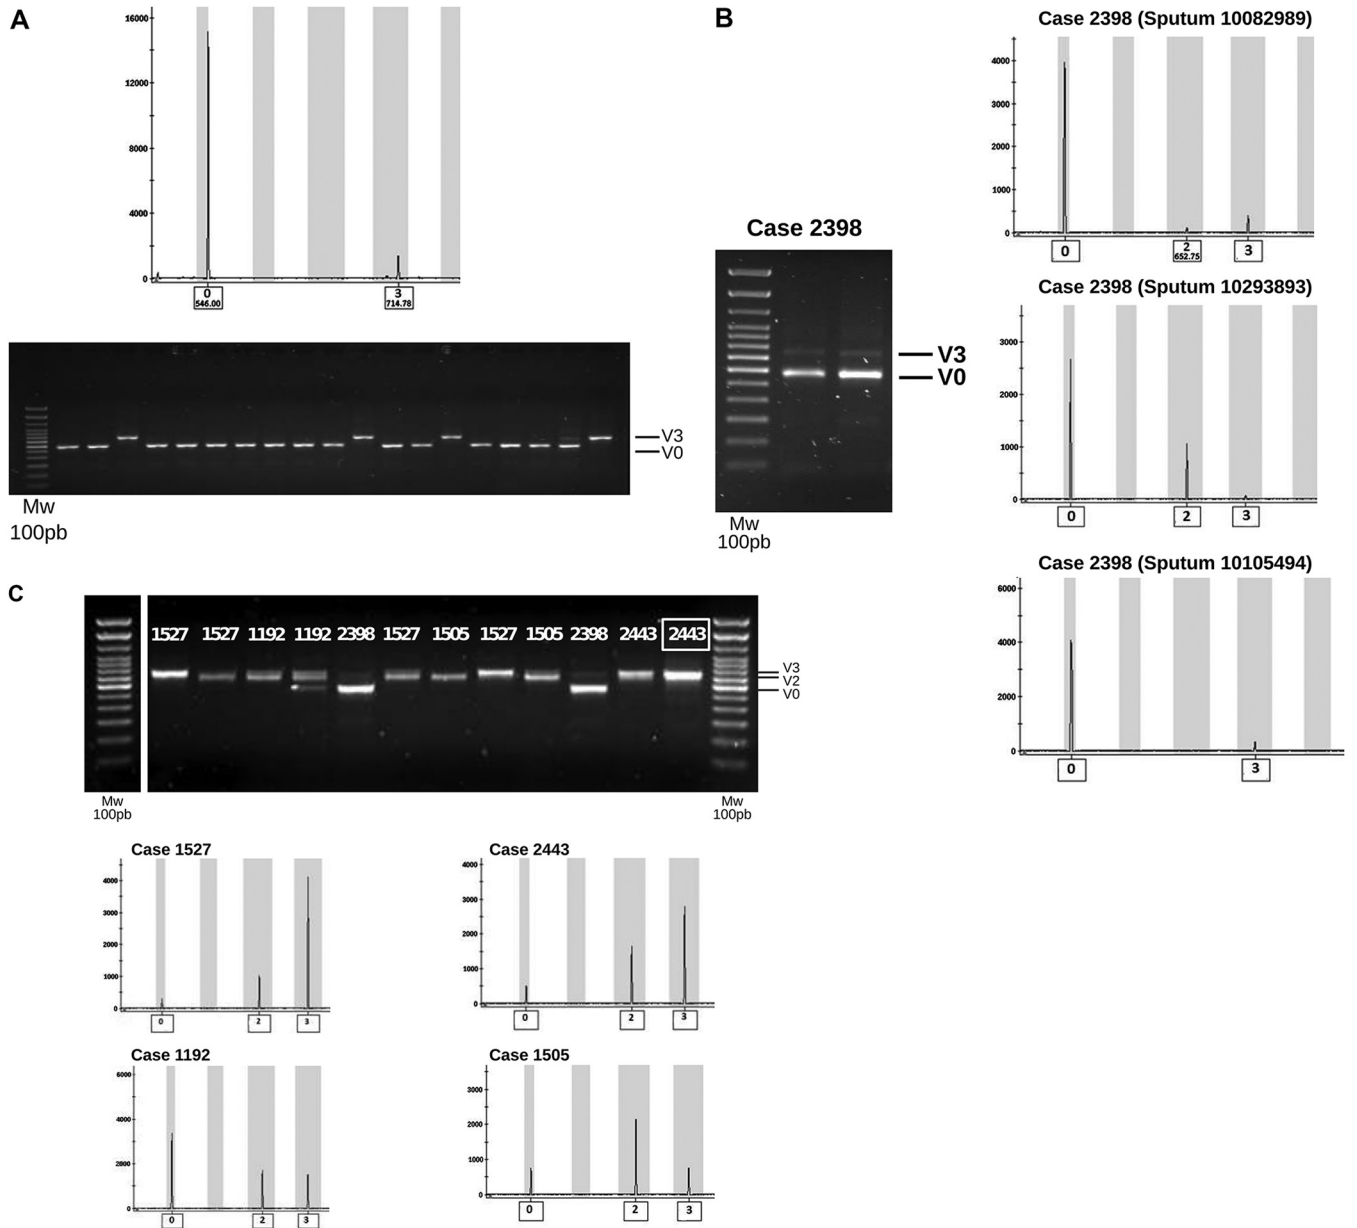 A
16000
12000
8000
4000
0
0
546.00
3
714.78
V3
V0
Mw
100pb
B
Case 2398
V3
V0
Mw
100pb
Case 2398 (Sputum 10082989)
4000
3000
2000
1000
0
0
2
652.75
3
Case 2398 (Sputum 10293893)
3000
2000
1000
0
0
2
3
Case 2398 (Sputum 10105494)
6000
4000
2000
0
0
3
C
1527 1527 1192 1192 2398 1527 1505 1527 1505 2398 2443 2443
V3
V2
V0
Mw
100pb
Mw
100pb
Case 1527
4000
3000
2000
1000
0
0
2
3
Case 2443
4000
3000
2000
1000
0
0
2
3
Case 1192
6000
4000
2000
0
0
2
3
Case 1505
3000
2000
1000
0
0
2
3